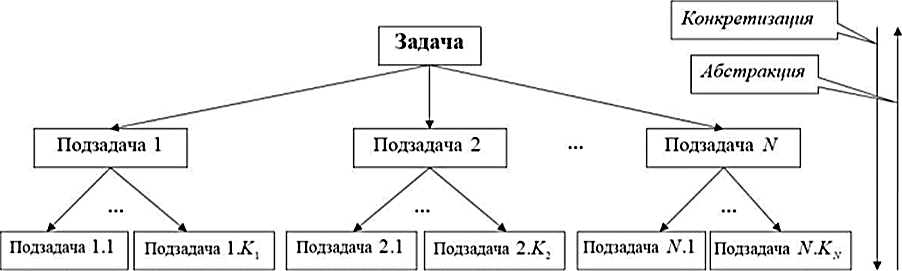 Конкретизация
Задача
Абстракция
Подзадача 1
Подзадача 2
...
Подзадача N
...
...
...
Подзадача 1.1
Подзадача 1.K₁
Подзадача 2.1
Подзадача 2.K₂
Подзадача N.1
Подзадача N.K_N